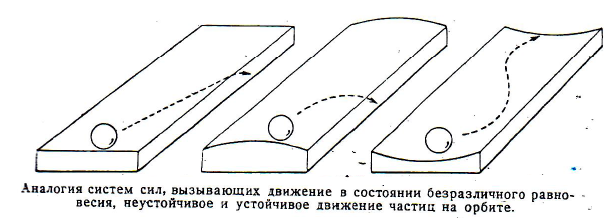 Аналогия систем сил, вызывающих движение в состоянии безразличного равно-
весия, неустойчивое и устойчивое движение частиц на орбите.